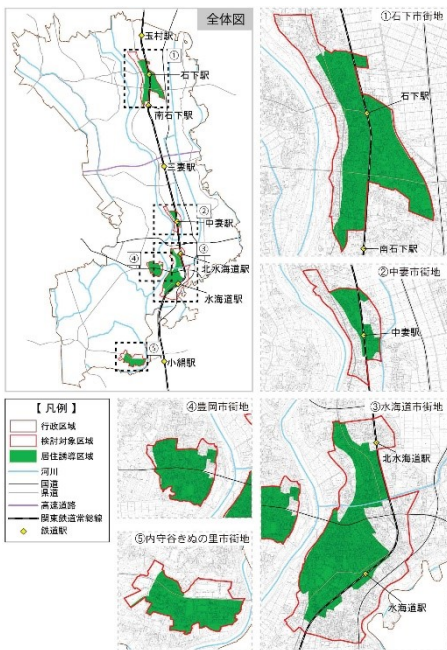 全体図
玉村駅
①
石下駅
南石下駅
三妻駅
②
中妻駅
③
④
北水海道駅
水海道駅
⑤
小絹駅
①石下市街地
石下駅
南石下駅
②中妻市街地
中妻駅
【 凡例 】
行政区域
検討対象区域
居住誘導区域
河川
国道
県道
高速道路
関東鉄道常総線
鉄道駅
④豊岡市街地
⑤内守谷きぬの里市街地
③水海道市街地
北水海道駅
水海道駅